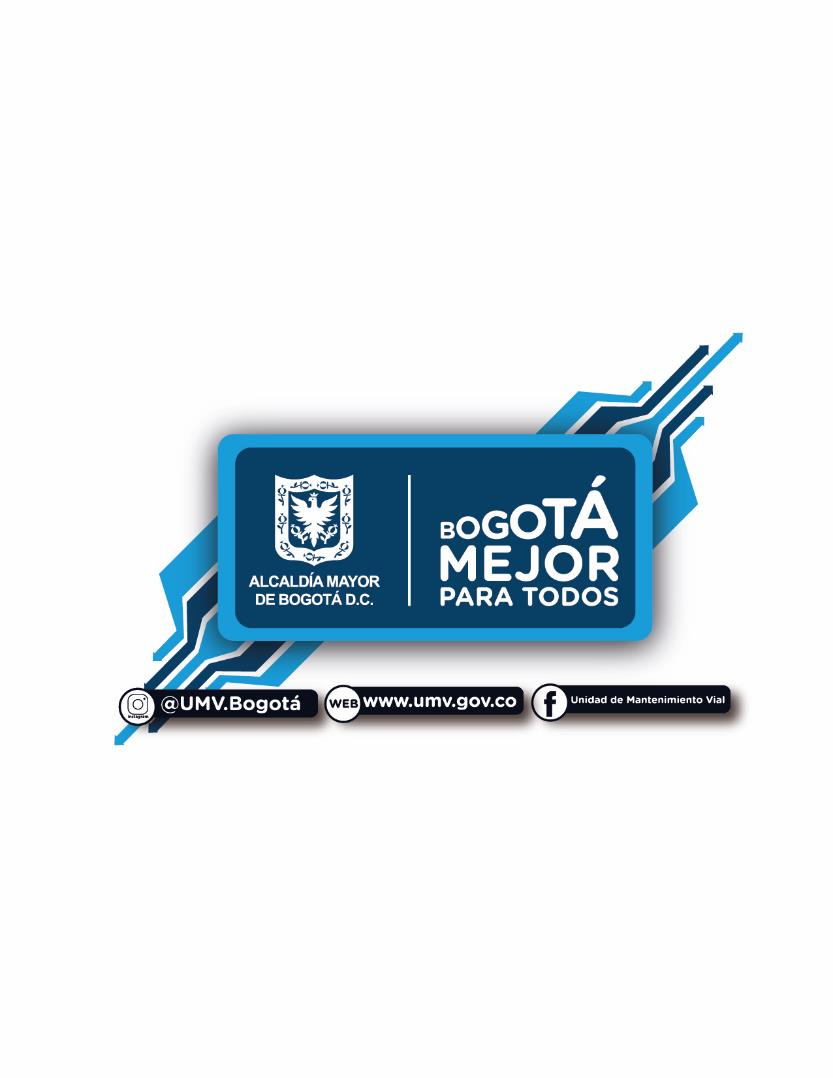 ALCALDÍA MAYOR
DE BOGOTÁ D.C.
BOGOTÁ
MEJOR
PARA TODOS
Instagram
@UMV.Bogotá
WEB
www.umv.gov.co
f
Unidad de Mantenimiento Vial